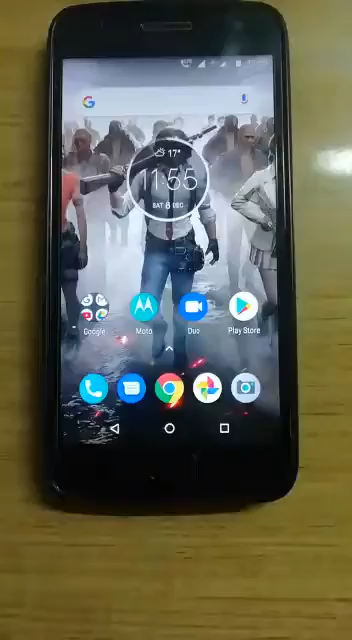 G
17°
11:55
SAT 8 DEC
Google
Moto
Duo
Play Store